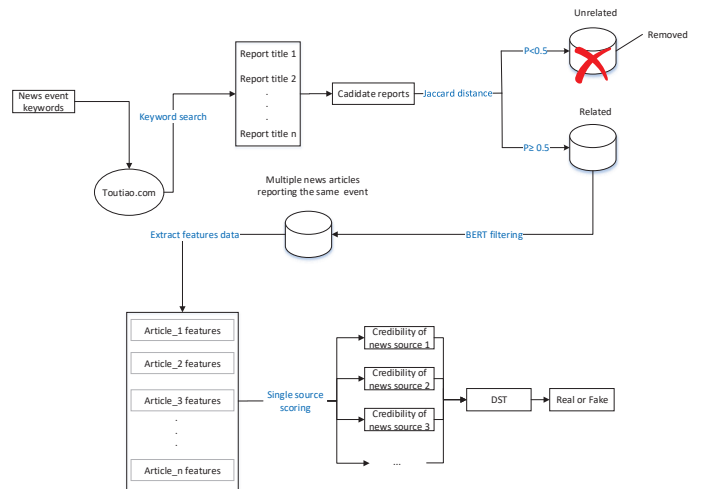 Unrelated
Removed
Report title 1
Report title 2
.
.
.
Report title n
P<0.5
News event
keywords
Keyword search
Cadidate reports
Jaccard distance
Related
P≥ 0.5
Toutiao.com
Multiple news articles
reporting the same event
Extract features data
BERT filtering
Article_1 features
Article_2 features
Article_3 features
.
.
.
Article_n features
Single source
scoring
Credibility of
news source 1
Credibility of
news source 2
Credibility of
news source 3
...
DST
Real or Fake